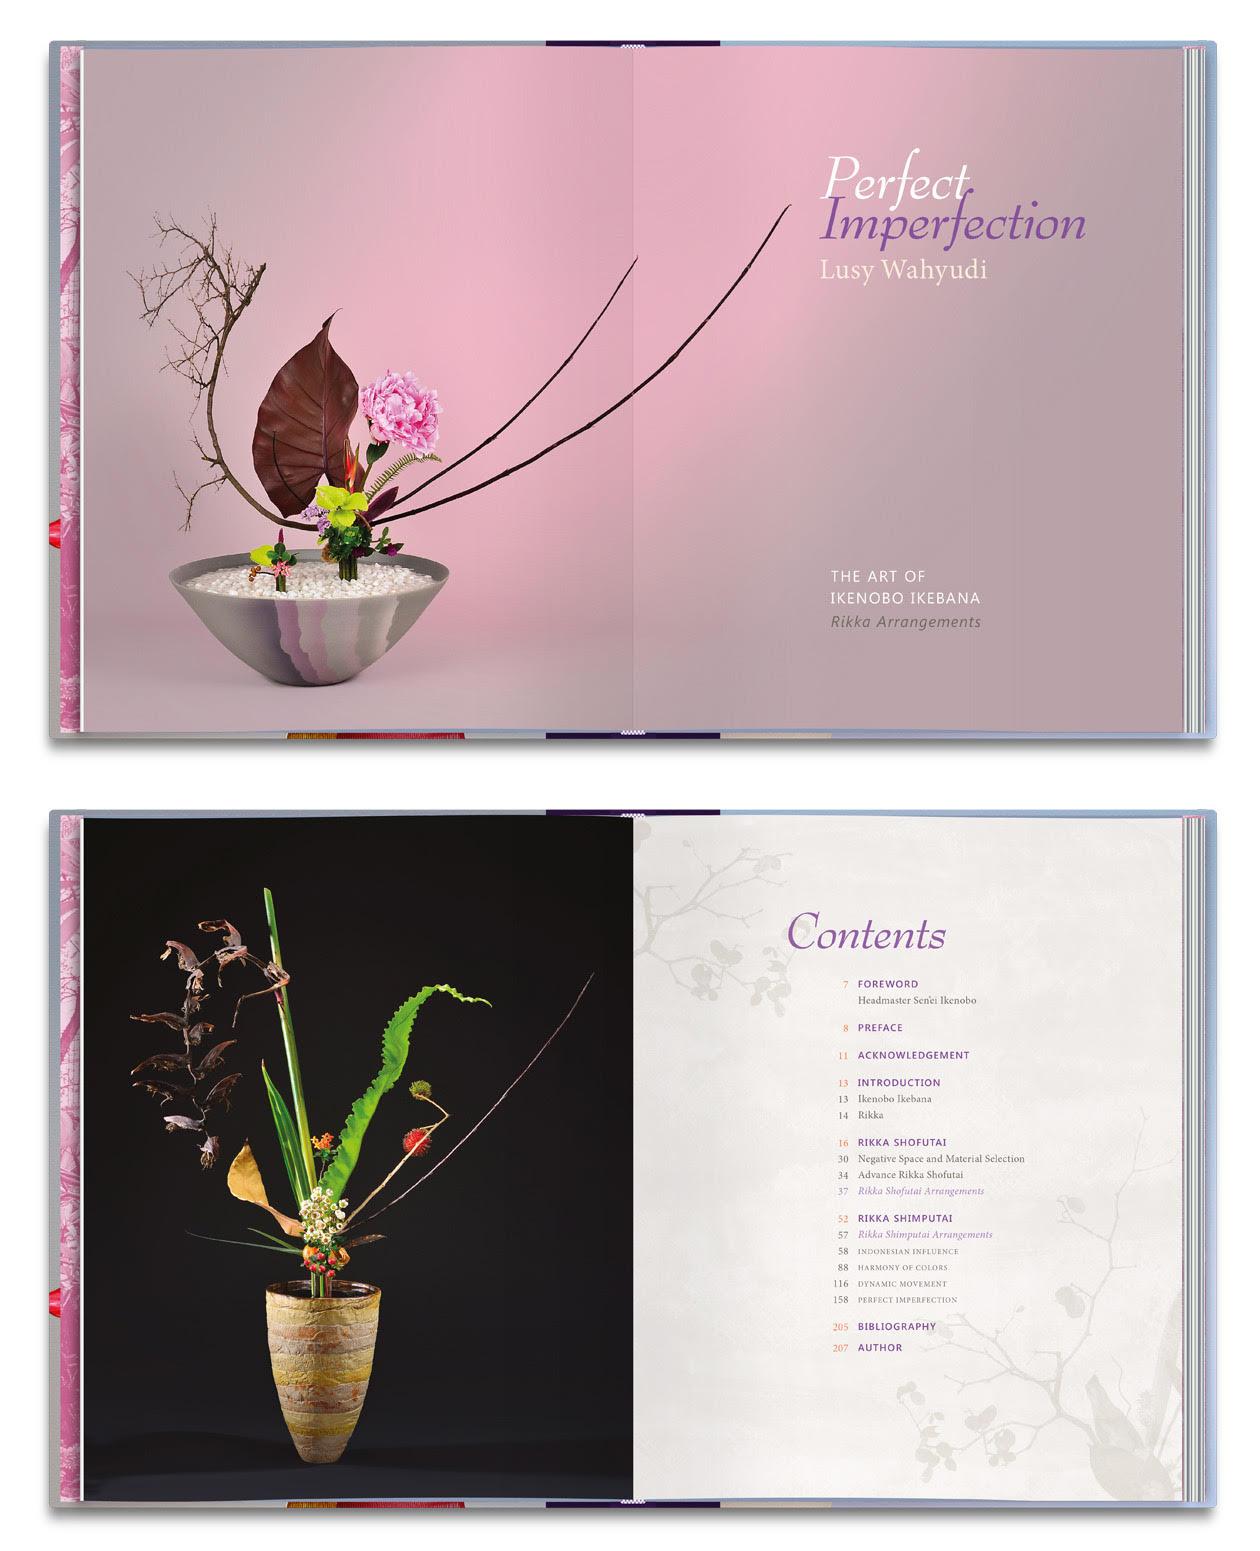 Perfect
Imperfection
Lusy Wahyudi
THE ART OF
IKENOBO IKEBANA
Rikka Arrangements
Contents
7 FOREWORD
Headmaster Sen'ei Ikenobo
8 PREFACE
11 ACKNOWLEDGEMENT
13 INTRODUCTION
13 Ikenobo Ikebana
14 Rikka
16 RIKKA SHOFUTAI
30 Negative Space and Material Selection
34 Advance Rikka Shofutai
37 Rikka Shofutai Arrangements
52 RIKKA SHIMPUTAI
57 Rikka Shimputai Arrangements
58 INDONESIAN INFLUENCE
88 HARMONY OF COLORS
116 DYNAMIC MOVEMENT
158 PERFECT IMPERFECTION
205 BIBLIOGRAPHY
207 AUTHOR